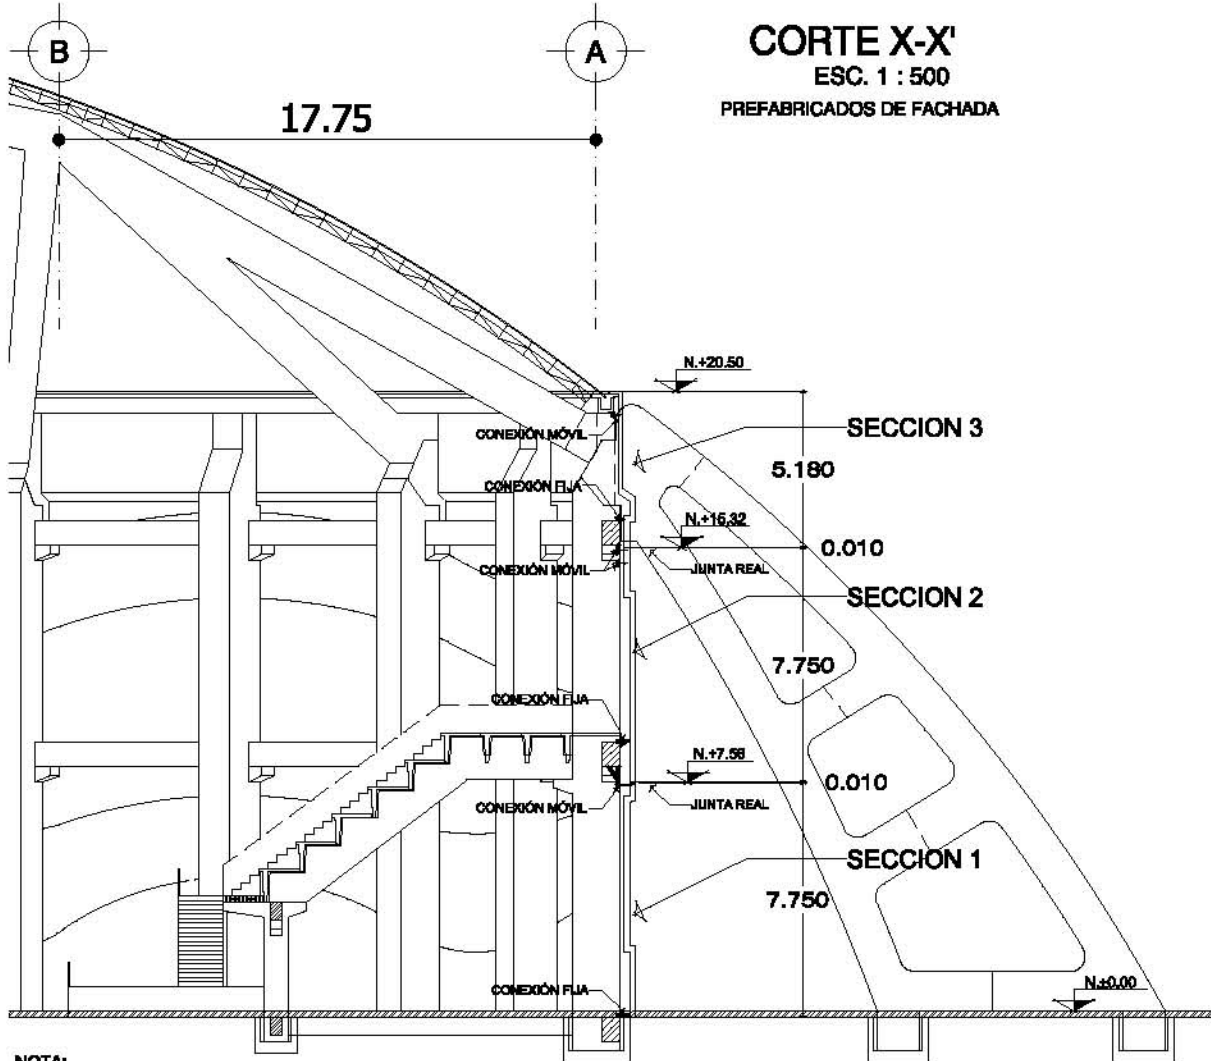 B
A
CORTE X-X'
ESC. 1 : 500
PREFABRICADOS DE FACHADA
17.75
N.+20.50
CONEXIÓN MÓVIL
SECCION 3
5.180
CONEXIÓN FIJA
N.+15.32
0.010
CONEXIÓN MÓVIL
JUNTA REAL
SECCION 2
7.750
CONEXIÓN FIJA
N.+7.56
0.010
CONEXIÓN MÓVIL
JUNTA REAL
SECCION 1
7.750
CONEXIÓN FIJA
N.±0.00
NOTA: